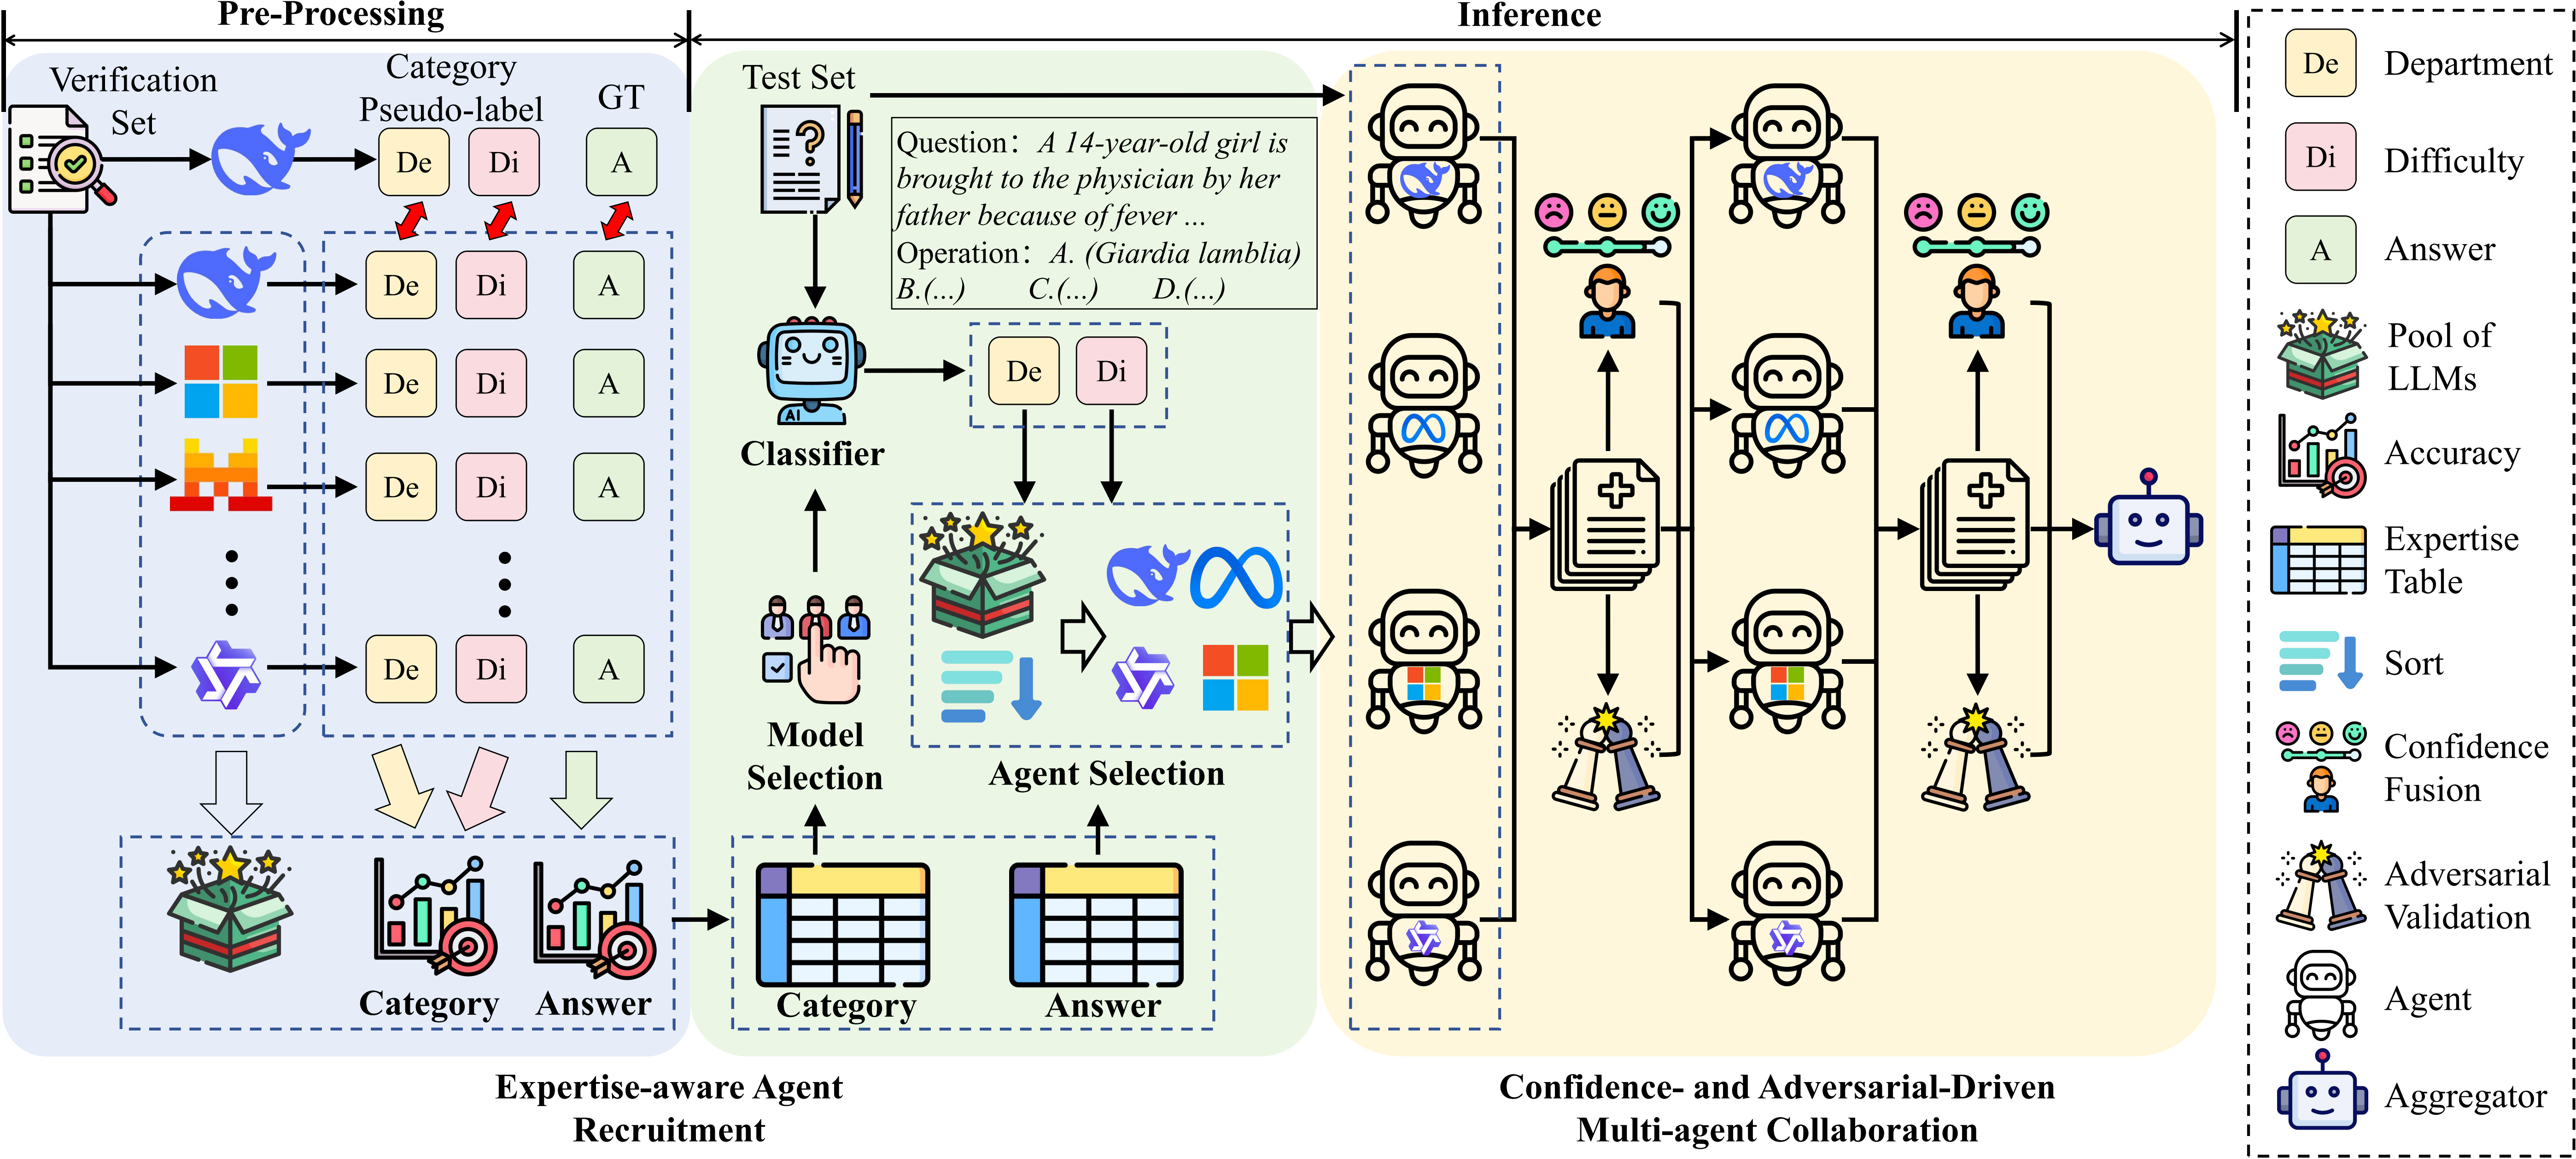 Pre-Processing
Inference
Verification
Set
Category
Pseudo-label
GT
De
Di
A
De
Di
A
De
Di
A
De
Di
A
De
Di
A
Category
Answer
Test Set
Question： A 14-year-old girl is
brought to the physician by her
father because of fever ...
Operation： A. (Giardia lamblia)
B.(...) C.(...) D.(...)
AI
Classifier
De
Di
Model
Selection
Agent Selection
Category
Answer
Expertise-aware Agent
Recruitment
Confidence- and Adversarial-Driven
Multi-agent Collaboration
De
Department
Di
Difficulty
A
Answer
Pool of
LLMs
Accuracy
Expertise
Table
Sort
Confidence
Fusion
Adversarial
Validation
Agent
Aggregator